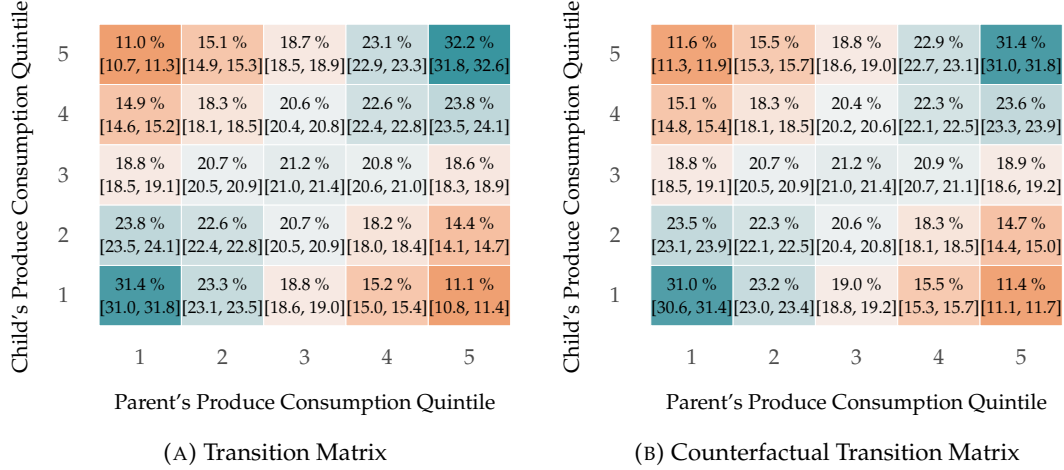 Child's Produce Consumption Quintile
5
11.0 % 15.1 % 18.7 % 23.1 % 32.2 %
[10.7, 11.3] [14.9, 15.3] [18.5, 18.9] [22.9, 23.3] [31.8, 32.6]
4
14.9 % 18.3 % 20.6 % 22.6 % 23.8 %
[14.6, 15.2] [18.1, 18.5] [20.4, 20.8] [22.4, 22.8] [23.5, 24.1]
3
18.8 % 20.7 % 21.2 % 20.8 % 18.6 %
[18.5, 19.1] [20.5, 20.9] [21.0, 21.4] [20.6, 21.0] [18.3, 18.9]
2
23.8 % 22.6 % 20.7 % 18.2 % 14.4 %
[23.5, 24.1] [22.4, 22.8] [20.5, 20.9] [18.0, 18.4] [14.1, 14.7]
1
31.4 % 23.3 % 18.8 % 15.2 % 11.1 %
[31.0, 31.8] [23.1, 23.5] [18.6, 19.0] [15.0, 15.4] [10.8, 11.4]
1 2 3 4 5
Parent's Produce Consumption Quintile
(A) Transition Matrix
Child's Produce Consumption Quintile
5
11.6 % 15.5 % 18.8 % 22.9 % 31.4 %
[11.3, 11.9] [15.3, 15.7] [18.6, 19.0] [22.7, 23.1] [31.0, 31.8]
4
15.1 % 18.3 % 20.4 % 22.3 % 23.6 %
[14.8, 15.4] [18.1, 18.5] [20.2, 20.6] [22.1, 22.5] [23.3, 23.9]
3
18.8 % 20.7 % 21.2 % 20.9 % 18.9 %
[18.5, 19.1] [20.5, 20.9] [21.0, 21.4] [20.7, 21.1] [18.6, 19.2]
2
23.5 % 22.3 % 20.6 % 18.3 % 14.7 %
[23.1, 23.9] [22.1, 22.5] [20.4, 20.8] [18.1, 18.5] [14.4, 15.0]
1
31.0 % 23.2 % 19.0 % 15.5 % 11.4 %
[30.6, 31.4] [23.0, 23.4] [18.8, 19.2] [15.3, 15.7] [11.1, 11.7]
1 2 3 4 5
Parent's Produce Consumption Quintile
(B) Counterfactual Transition Matrix